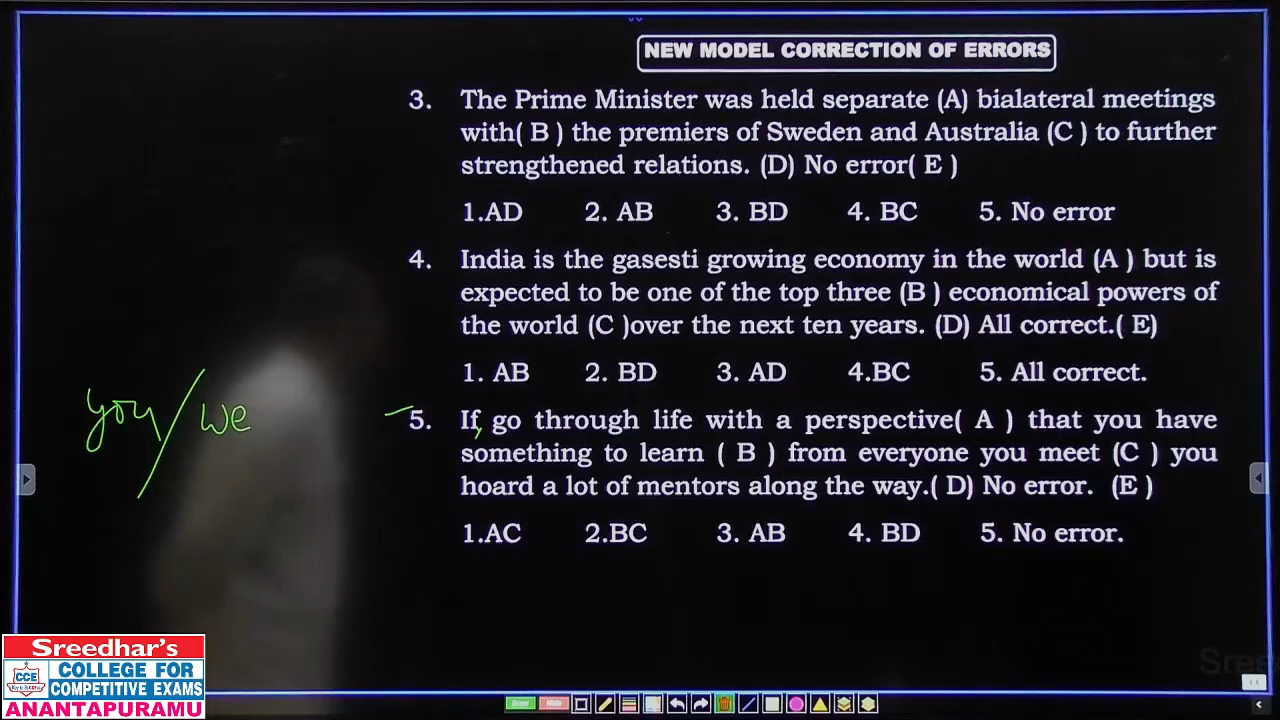 NEW MODEL CORRECTION OF ERRORS
3. The Prime Minister was held separate (A) bialateral meetings
with( B ) the premiers of Sweden and Australia (C ) to further
strengthened relations. (D) No error( E )
1.AD 2. AB 3. BD 4. BC 5. No error
4. India is the gasesti growing economy in the world (A ) but is
expected to be one of the top three (B ) economical powers of
the world (C )over the next ten years. (D) All correct.( E)
1. AB 2. BD 3. AD 4.BC 5. All correct.
you / we
5. If, go through life with a perspective( A ) that you have
something to learn ( B ) from everyone you meet (C ) you
hoard a lot of mentors along the way.( D) No error. (E )
1.AC 2.BC 3. AB 4. BD 5. No error.
Sreedhar's
CCE
COLLEGE FOR
COMPETITIVE EXAMS
ANANTAPURAMU